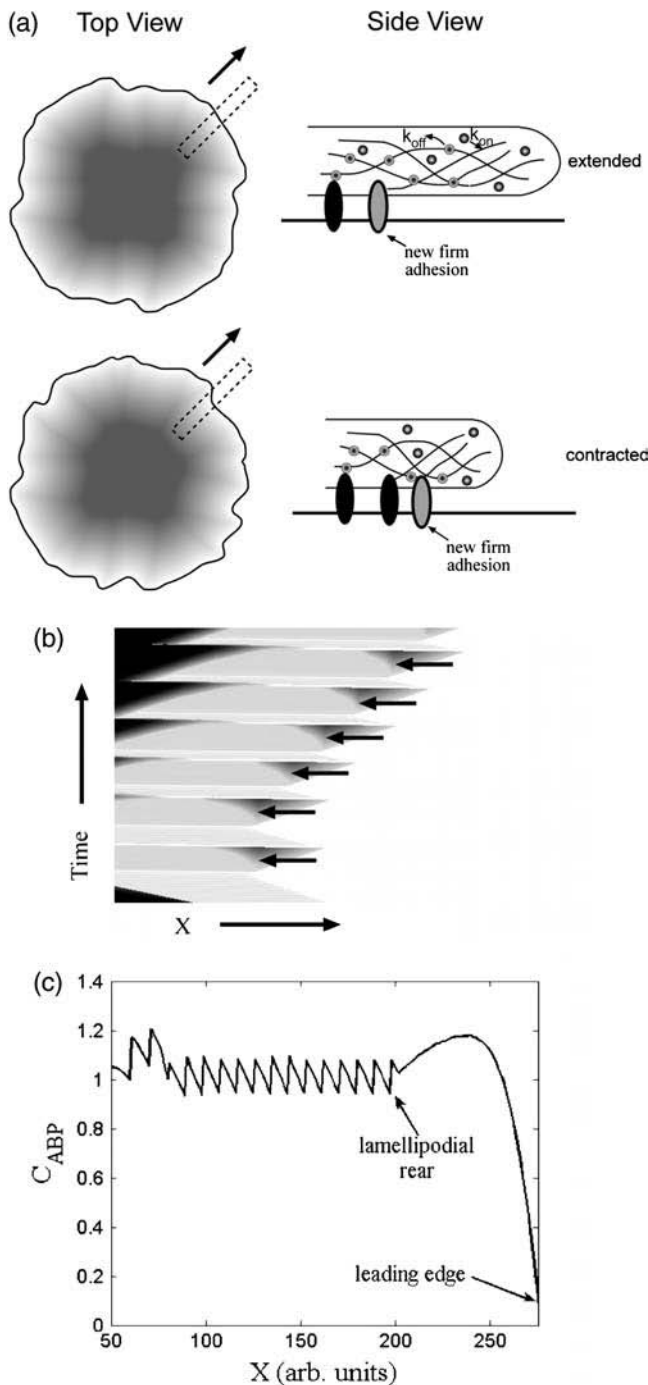 (a)
Top View
Side View
k_off
k_on
extended
new firm
adhesion
contracted
new firm
adhesion
(b)
Time
X
(c)
C_ABP
1.4
1.2
1
0.8
0.6
0.4
0.2
0
lamellipodial
rear
leading edge
50
100
150
200
250
X (arb. units)